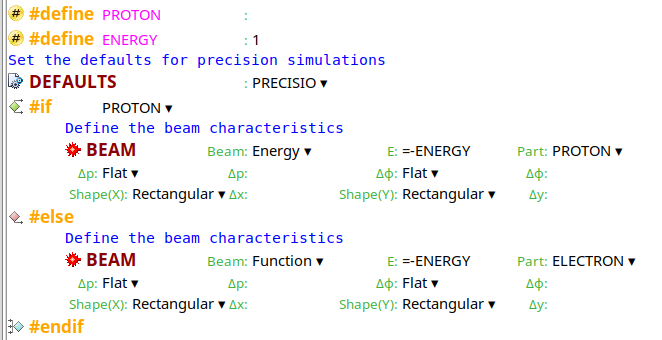 # #define PROTON :
# #define ENERGY : 1
Set the defaults for precision simulations
DEFAULTS : PRECISIO ▾
#if PROTON ▾
Define the beam characteristics
BEAM Beam: Energy ▾ E: =-ENERGY Part: PROTON ▾
Δp: Flat ▾ Δp: Δϕ: Flat ▾ Δϕ:
Shape(X): Rectangular ▾ Δx: Shape(Y): Rectangular ▾ Δy:
#else
Define the beam characteristics
BEAM Beam: Function ▾ E: =-ENERGY Part: ELECTRON ▾
Δp: Flat ▾ Δp: Δϕ: Flat ▾ Δϕ:
Shape(X): Rectangular ▾ Δx: Shape(Y): Rectangular ▾ Δy:
#endif